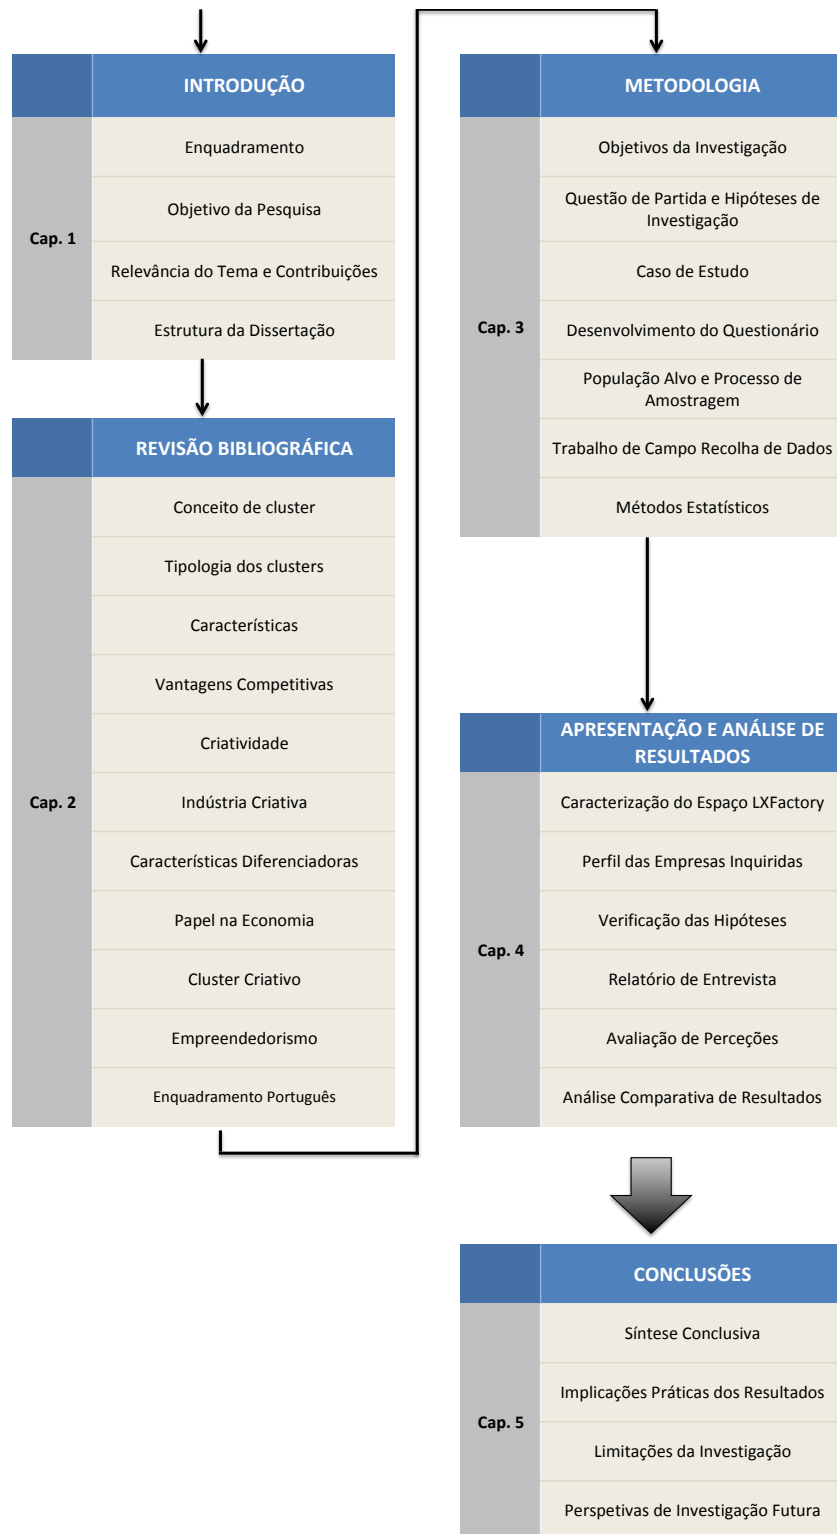 INTRODUÇÃO
Cap. 1
Enquadramento
Objetivo da Pesquisa
Relevância do Tema e Contribuições
Estrutura da Dissertação
REVISÃO BIBLIOGRÁFICA
Cap. 2
Conceito de cluster
Tipologia dos clusters
Características
Vantagens Competitivas
Criatividade
Indústria Criativa
Características Diferenciadoras
Papel na Economia
Cluster Criativo
Empreendedorismo
Enquadramento Português
METODOLOGIA
Cap. 3
Objetivos da Investigação
Questão de Partida e Hipóteses de
Investigação
Caso de Estudo
Desenvolvimento do Questionário
População Alvo e Processo de
Amostragem
Trabalho de Campo Recolha de Dados
Métodos Estatísticos
APRESENTAÇÃO E ANÁLISE DE
RESULTADOS
Cap. 4
Caracterização do Espaço LXFactory
Perfil das Empresas Inquiridas
Verificação das Hipóteses
Relatório de Entrevista
Avaliação de Perceções
Análise Comparativa de Resultados
CONCLUSÕES
Cap. 5
Síntese Conclusiva
Implicações Práticas dos Resultados
Limitações da Investigação
Perspetivas de Investigação Futura